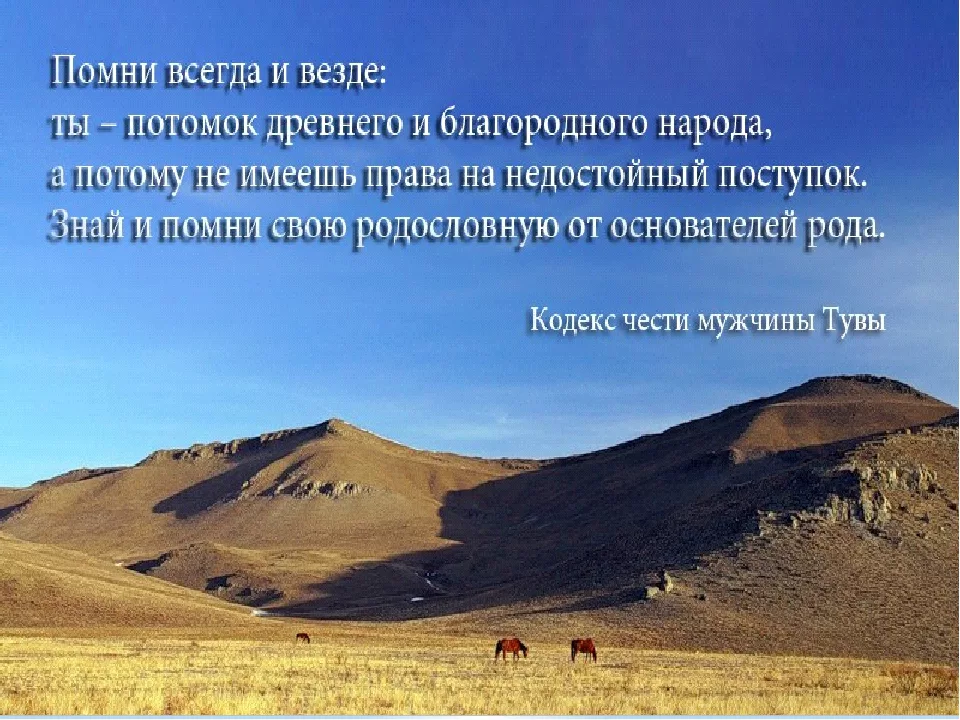 Помни всегда и везде:
ты – потомок древнего и благородного народа,
а потому не имеешь права на недостойный поступок.
Знай и помни свою родословную от основателей рода.
Кодекс чести мужчины Тувы